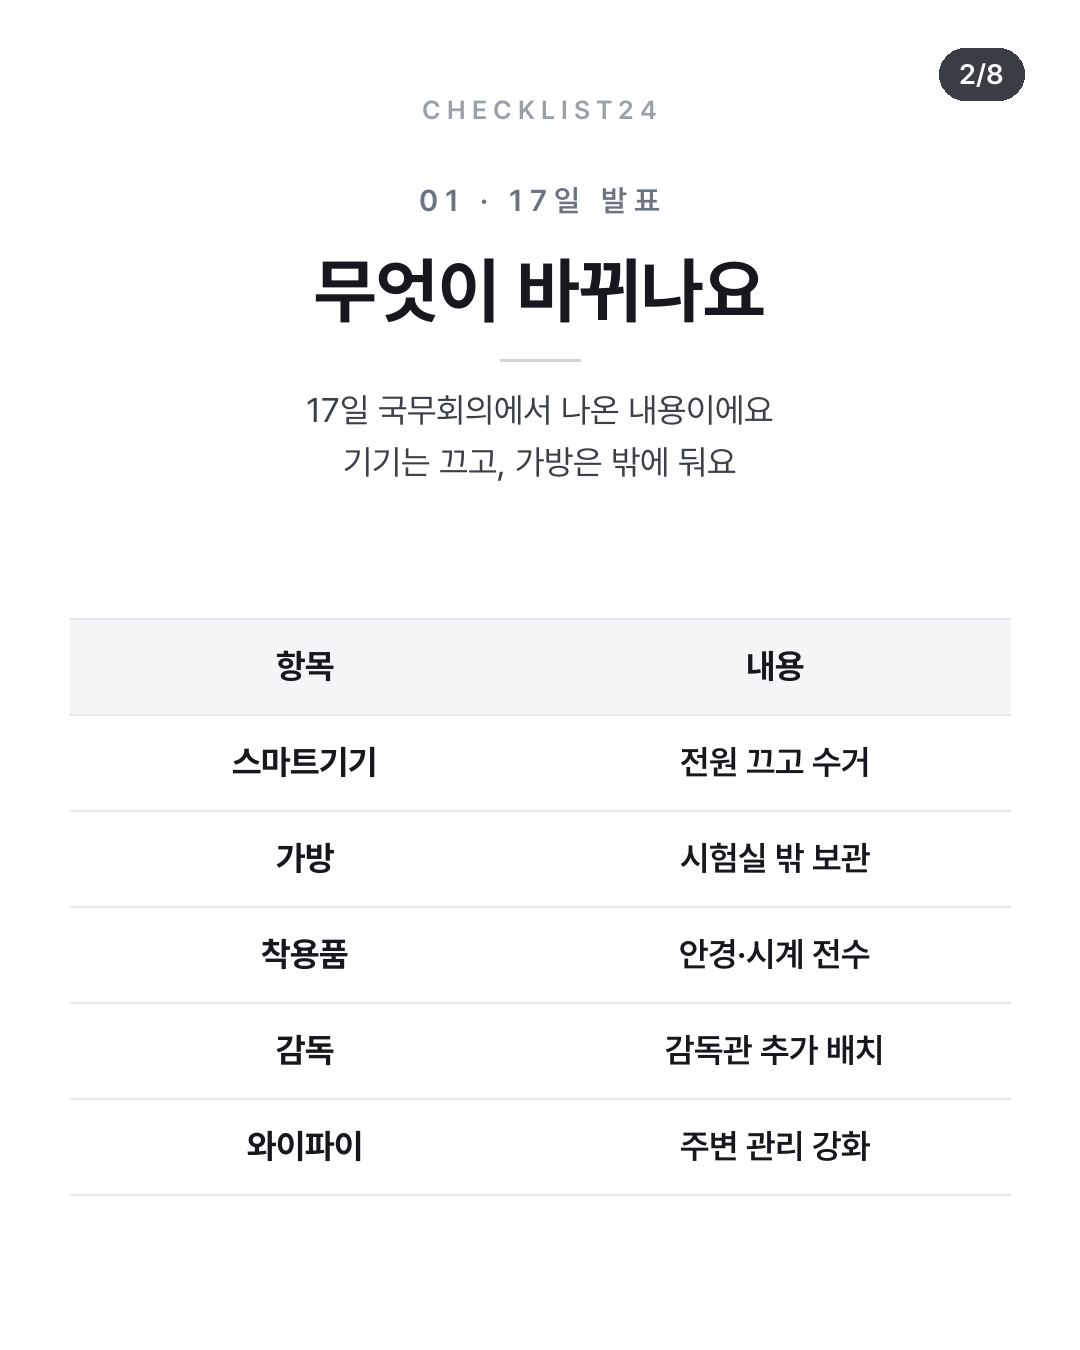 2/8
CHECKLIST24
01 · 17일 발표
무엇이 바뀌나요
17일 국무회의에서 나온 내용이에요
기기는 끄고, 가방은 밖에 둬요
항목 내용
스마트기기 전원 끄고 수거
가방 시험실 밖 보관
착용품 안경·시계 전수
감독 감독관 추가 배치
와이파이 주변 관리 강화